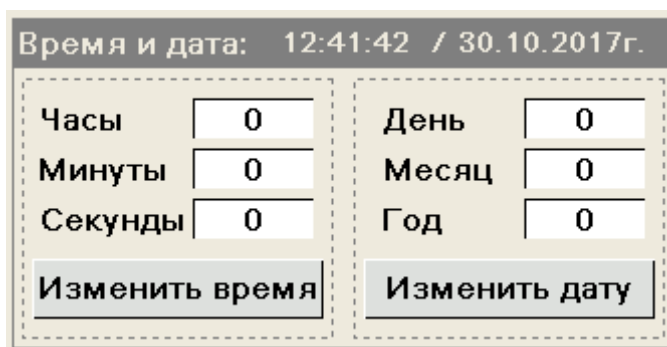 Время и дата: 12:41:42 / 30.10.2017г.
Часы 0
Минуты 0
Секунды 0
Изменить время
День 0
Месяц 0
Год 0
Изменить дату